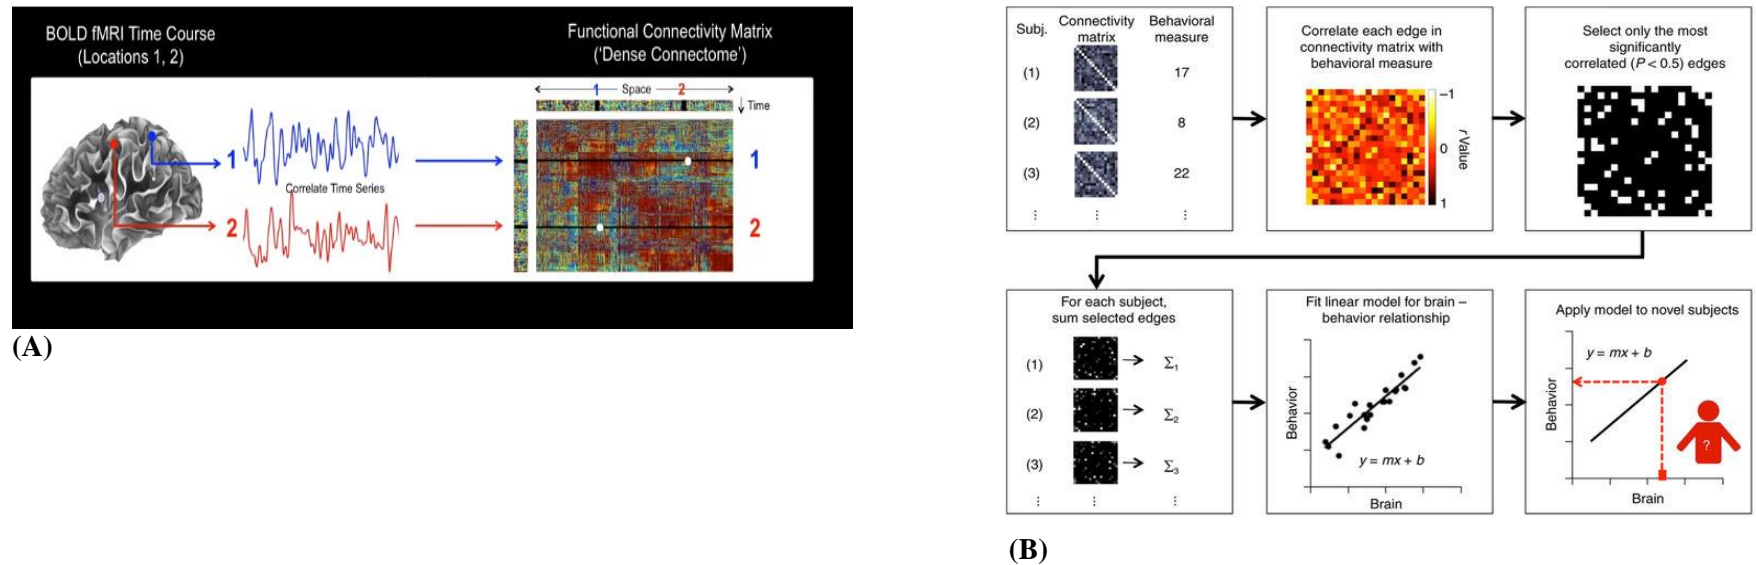 BOLD fMRI Time Course
(Locations 1, 2)
Functional Connectivity Matrix
('Dense Connectome')
1
Space
2
Time
1
Correlate Time Series
2
1
2
(A)
Subj.
Connectivity
matrix
Behavioral
measure
(1)
17
(2)
8
(3)
22
⋮ ⋮ ⋮
Correlate each edge in
connectivity matrix with
behavioral measure
−1
0
1
r Value
Select only the most
significantly
correlated (P < 0.5) edges
For each subject,
sum selected edges
(1)
Σ1
(2)
Σ2
(3)
Σ3
⋮ ⋮ ⋮
Fit linear model for brain –
behavior relationship
Behavior
y = mx + b
Brain
Apply model to novel subjects
y = mx + b
Behavior
?
Brain
(B)